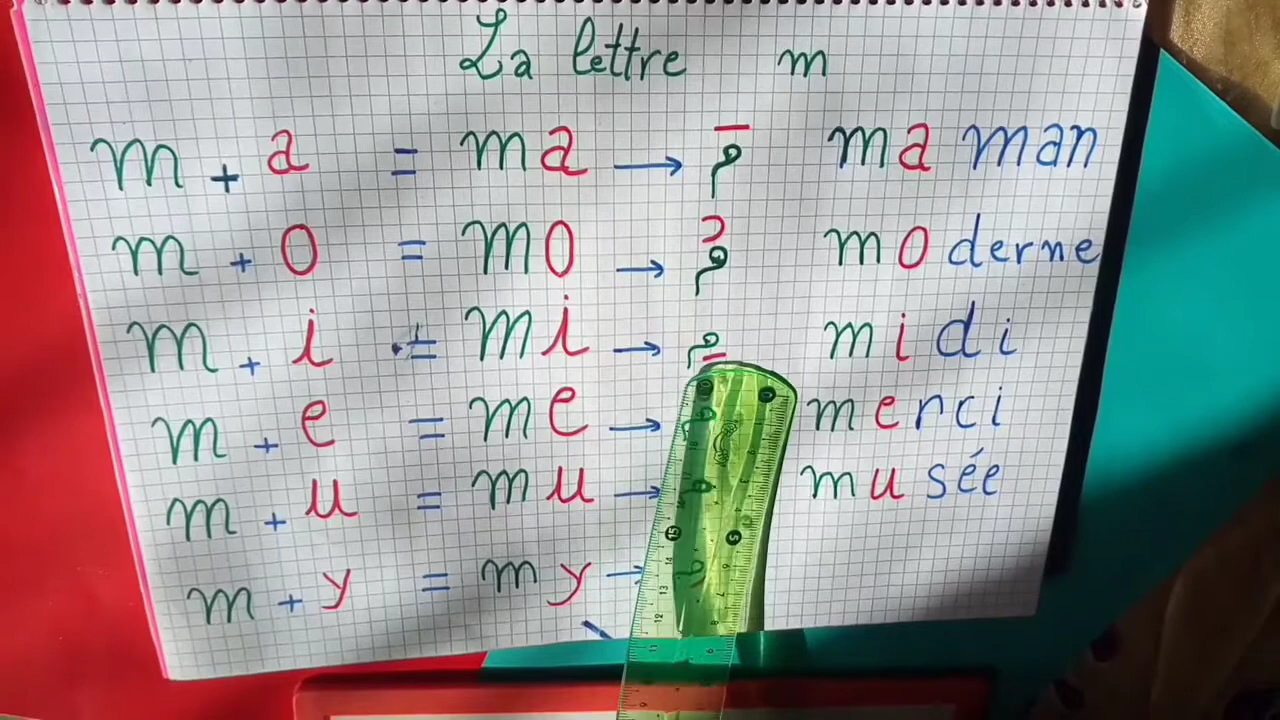 La lettre m
m + a = ma → مَ maman
m + o = mo → مُ moderne
m + i = mi → مِ midi
m + e = me → merci
m + u = mu → musée
m + y = my →